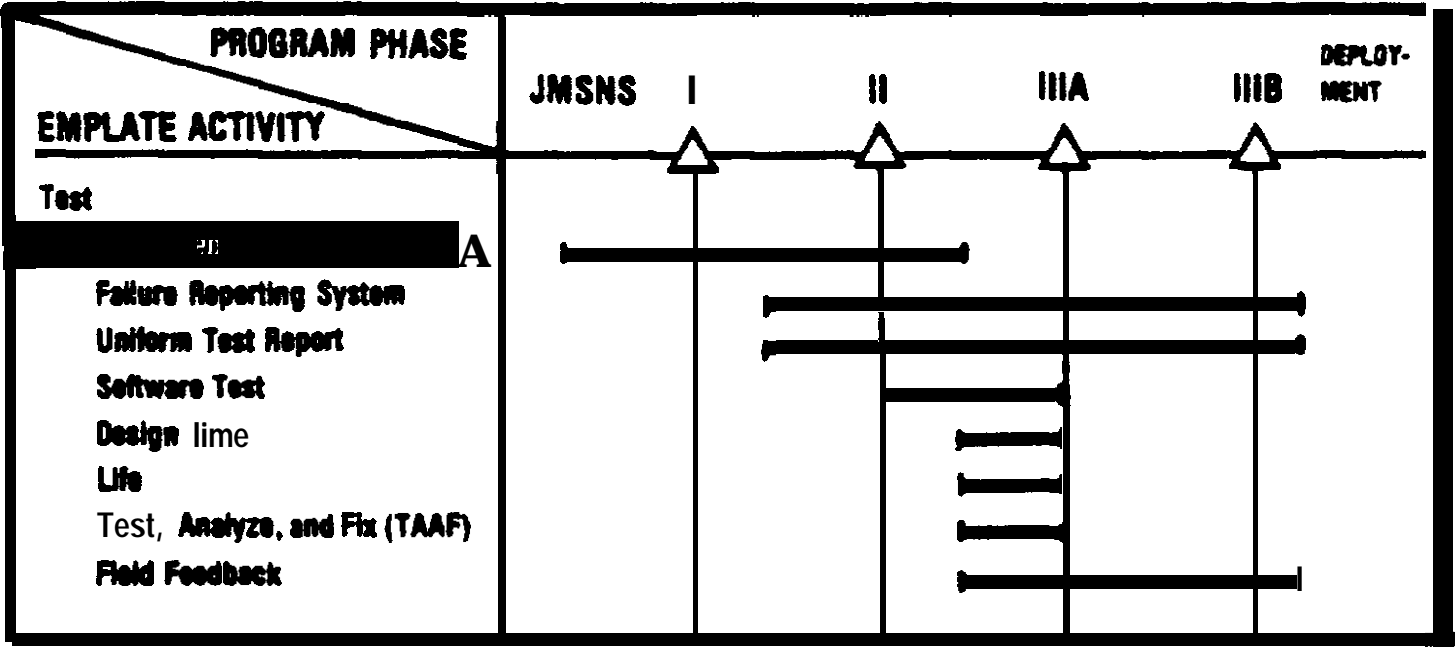 PROGRAM PHASE
JMSNS I II IIIA IIIB DEPLOY-
MENT
EMPLATE ACTIVITY
Test
A
Failure Reporting System
Uniform Test Report
Software Test
Design lime
Life
Test, Analyze, and Fix (TAAF)
Field Feedback